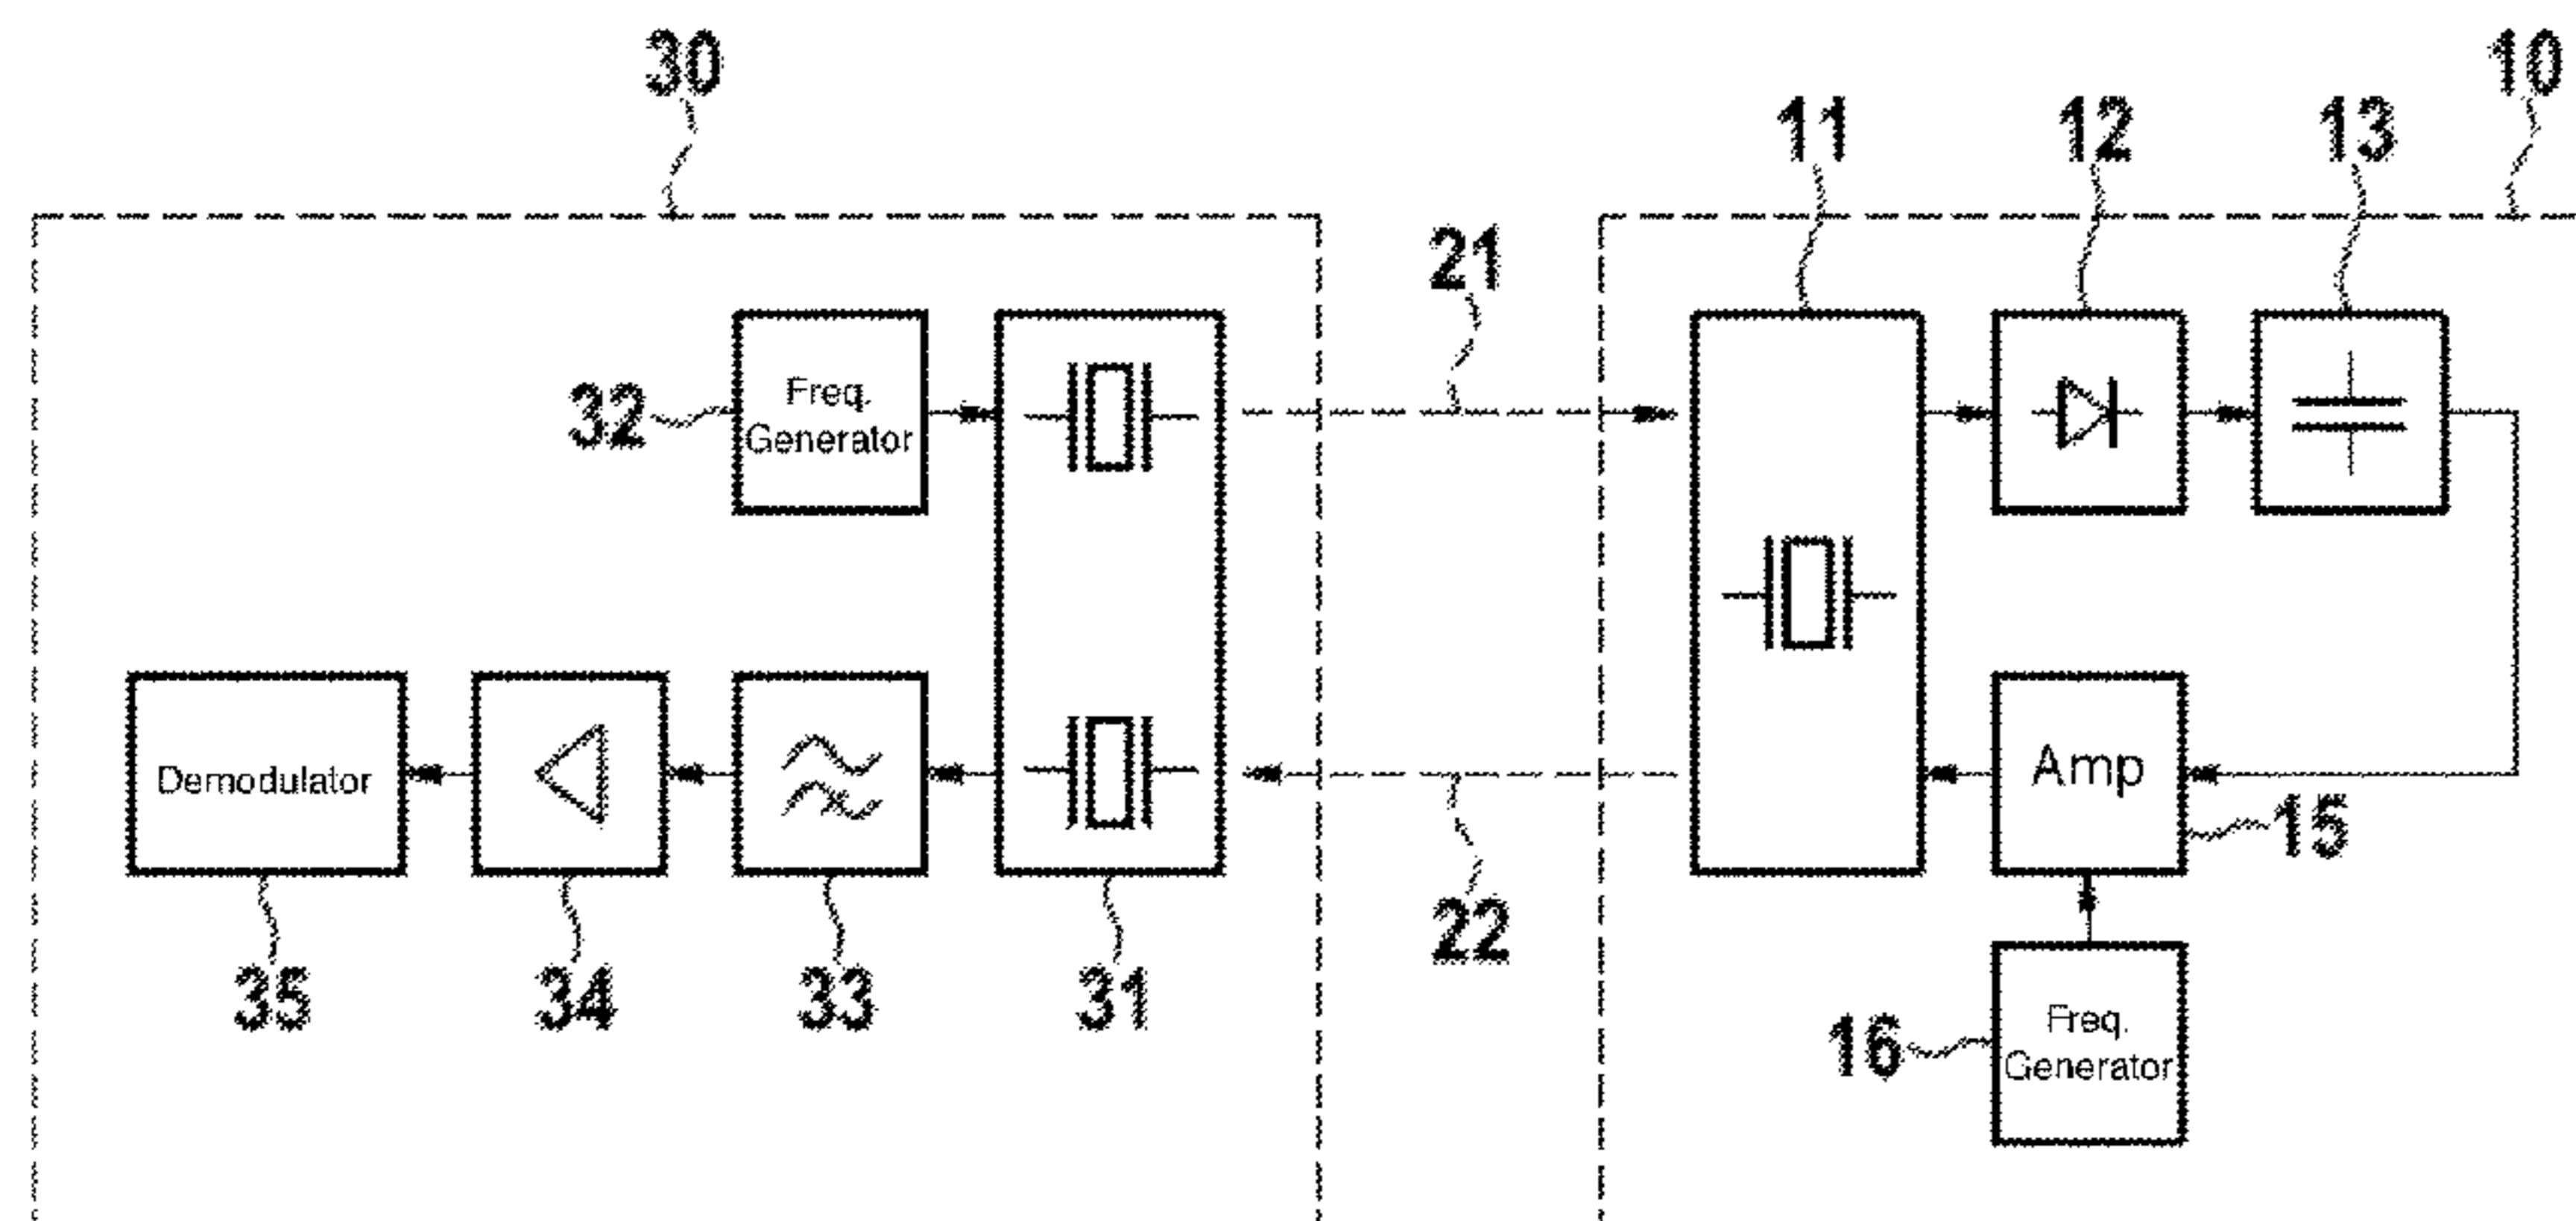 30
10
11
12
13
21
32
Freq.
Generator
Demodulator
Amp
15
22
35
34
33
31
16
Freq.
Generator